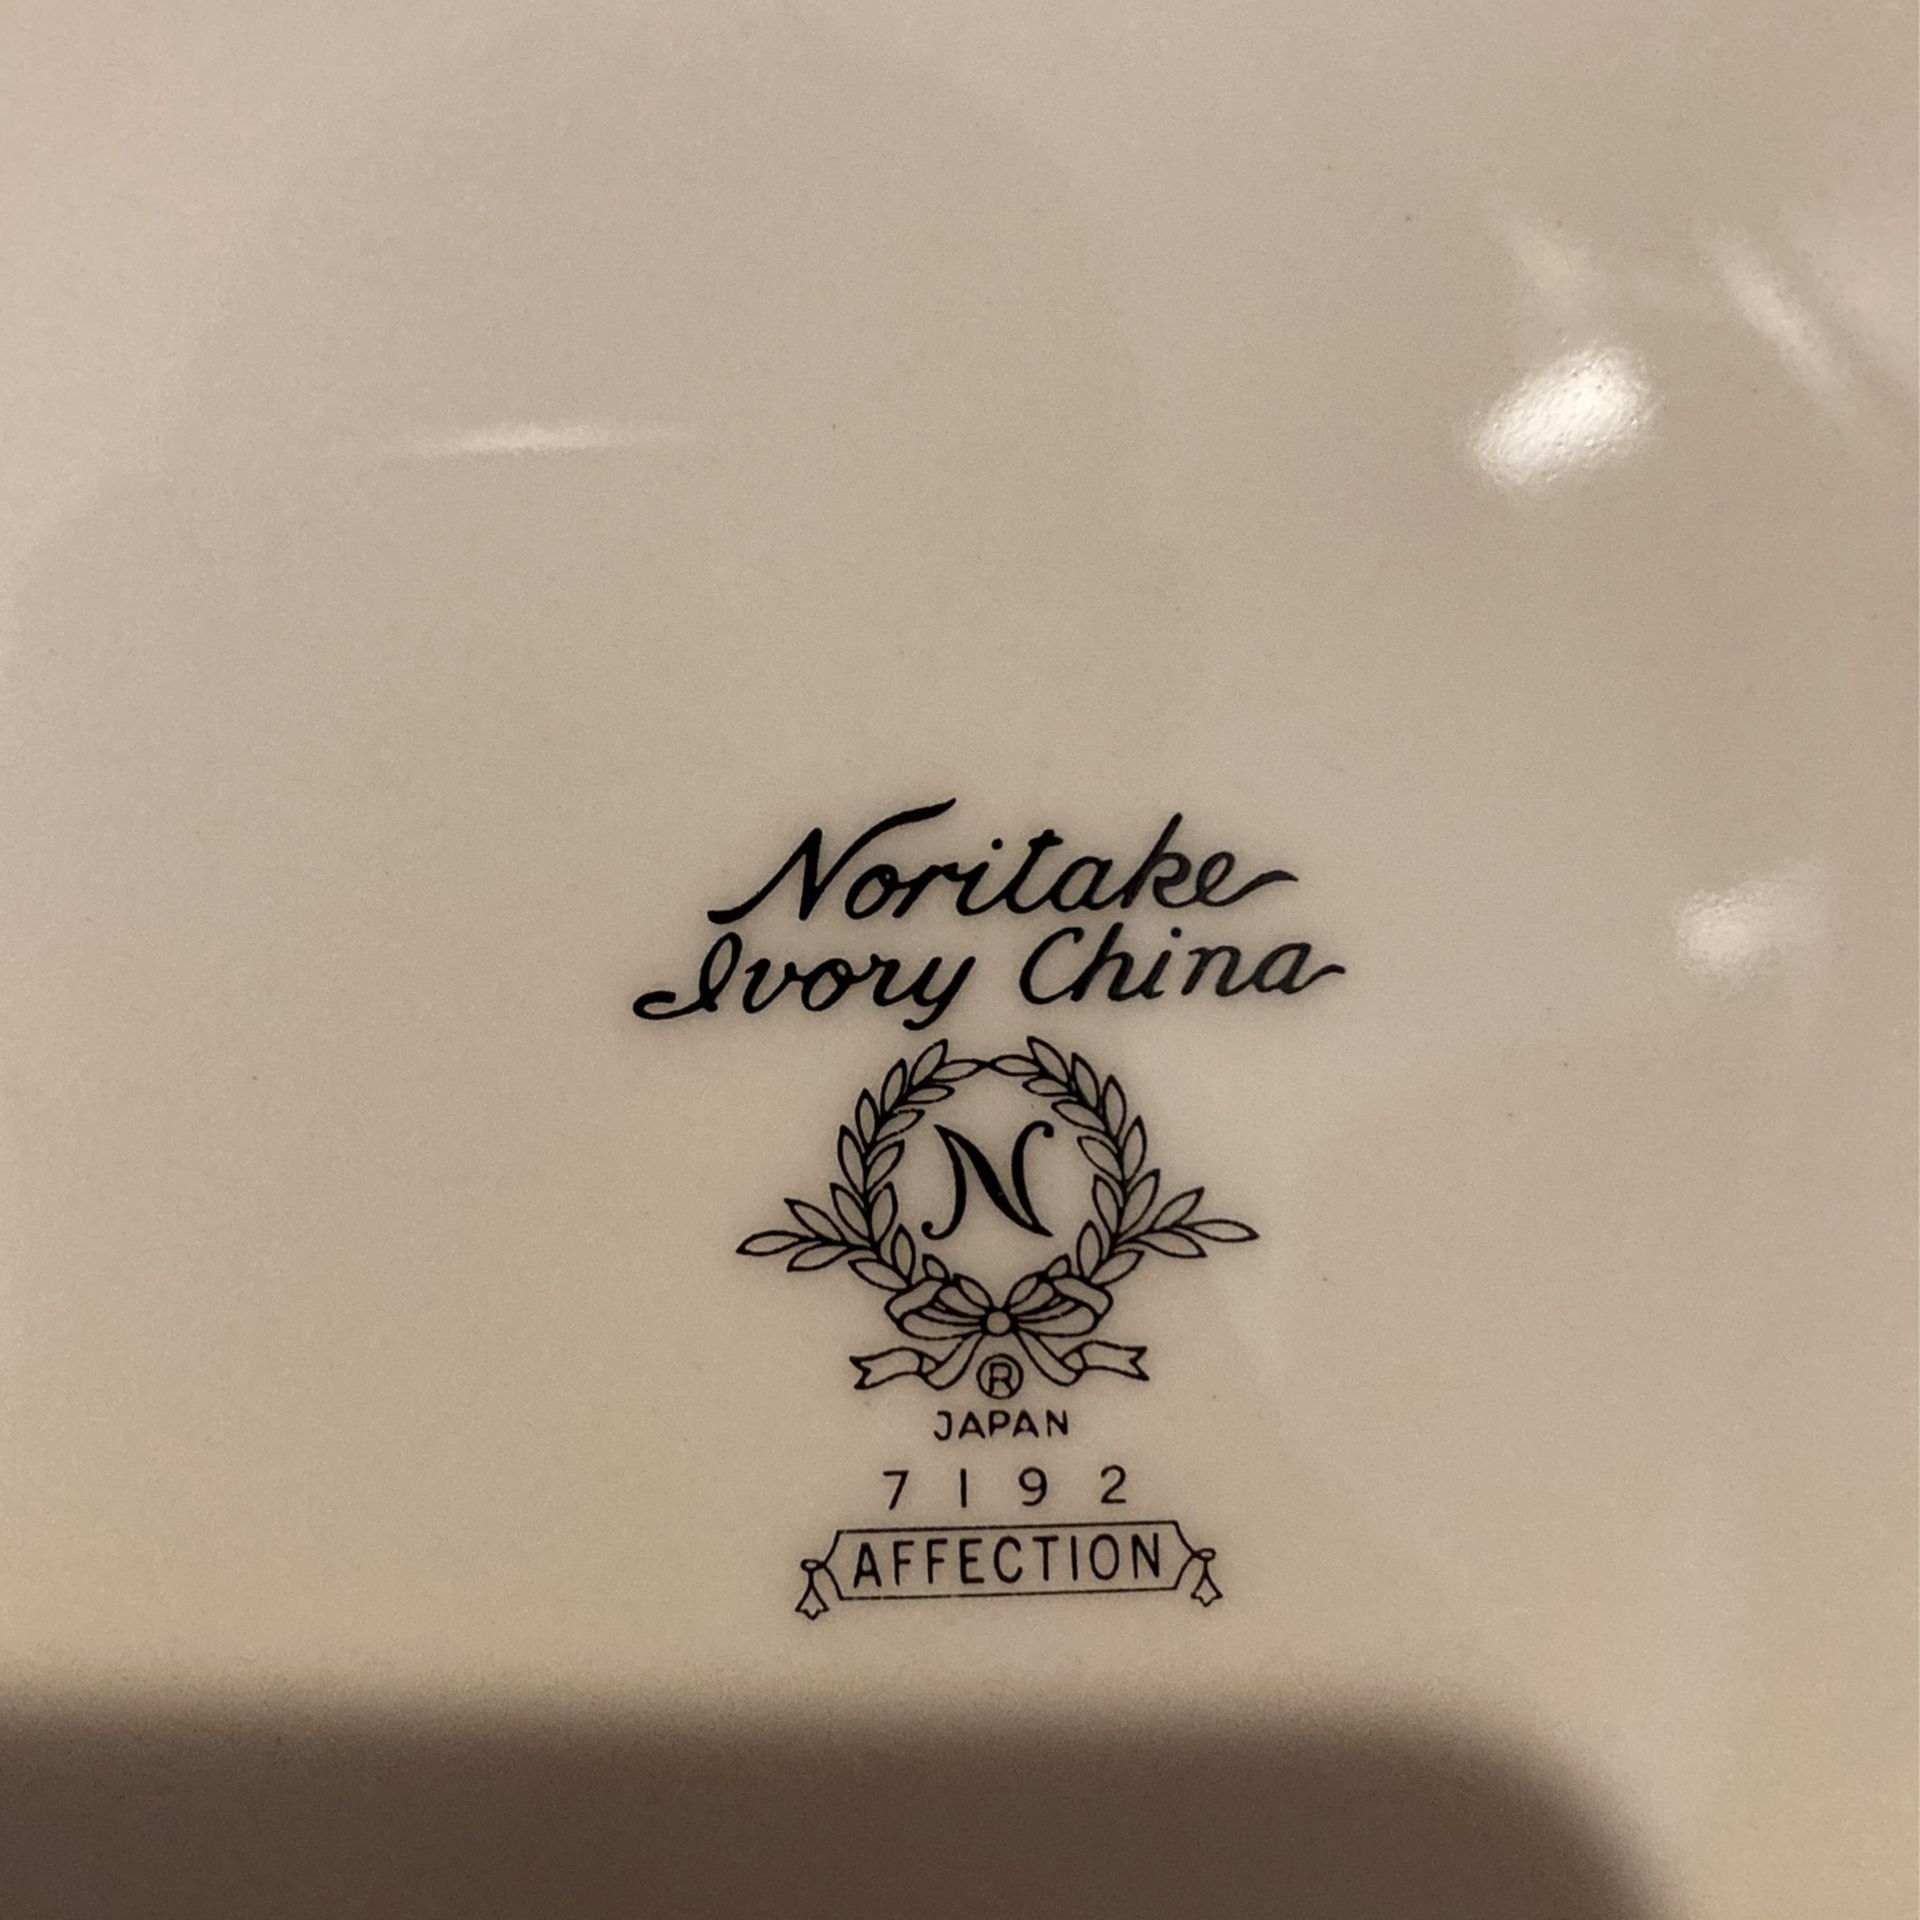 Noritake
Ivory China
N
®
JAPAN
7192
AFFECTION